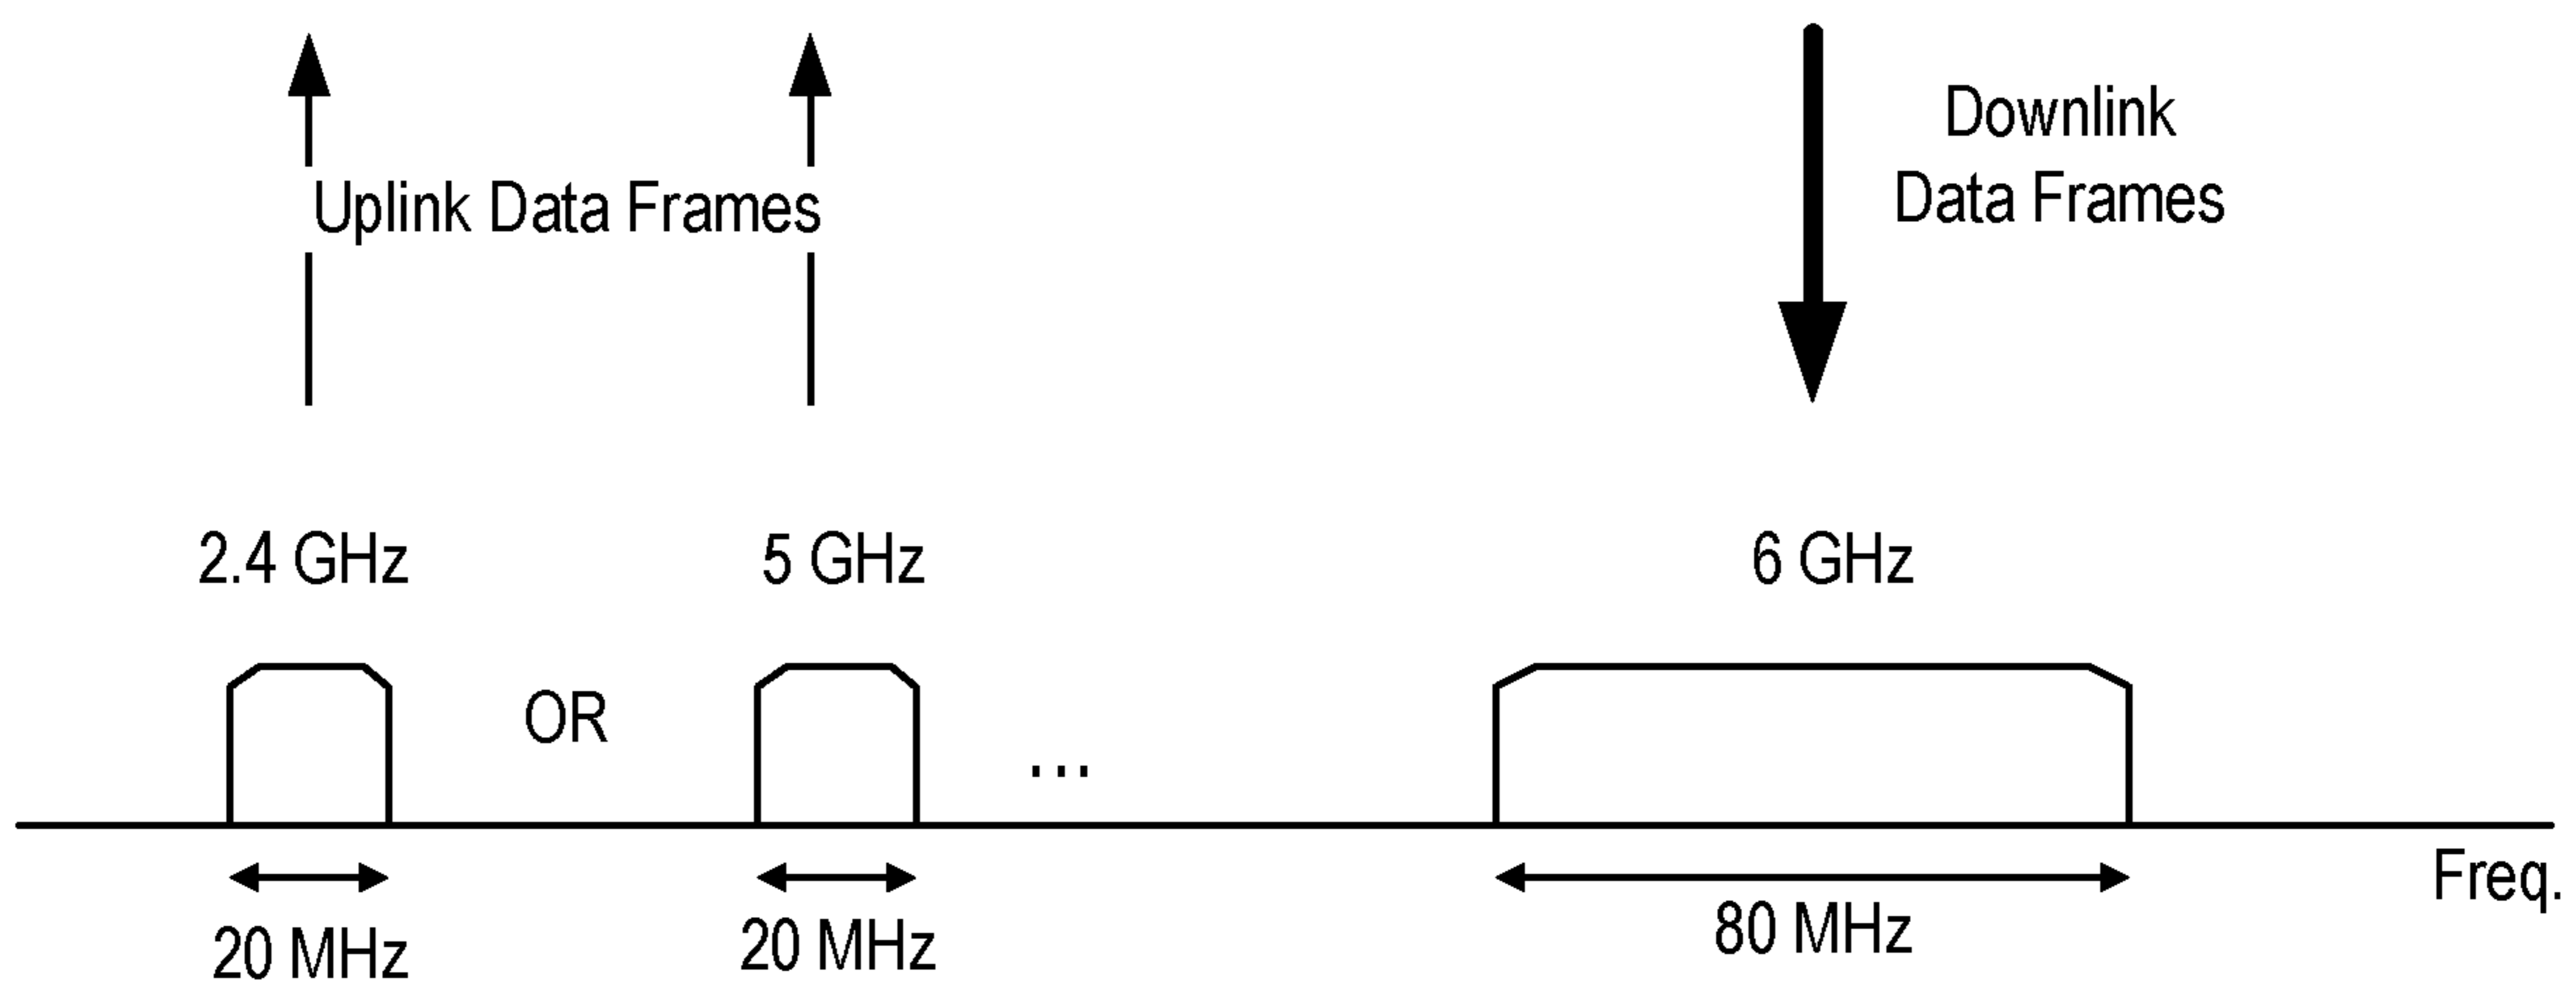 Downlink
Data Frames
Uplink Data Frames
2.4 GHz
5 GHz
6 GHz
OR
...
Freq.
20 MHz
20 MHz
80 MHz